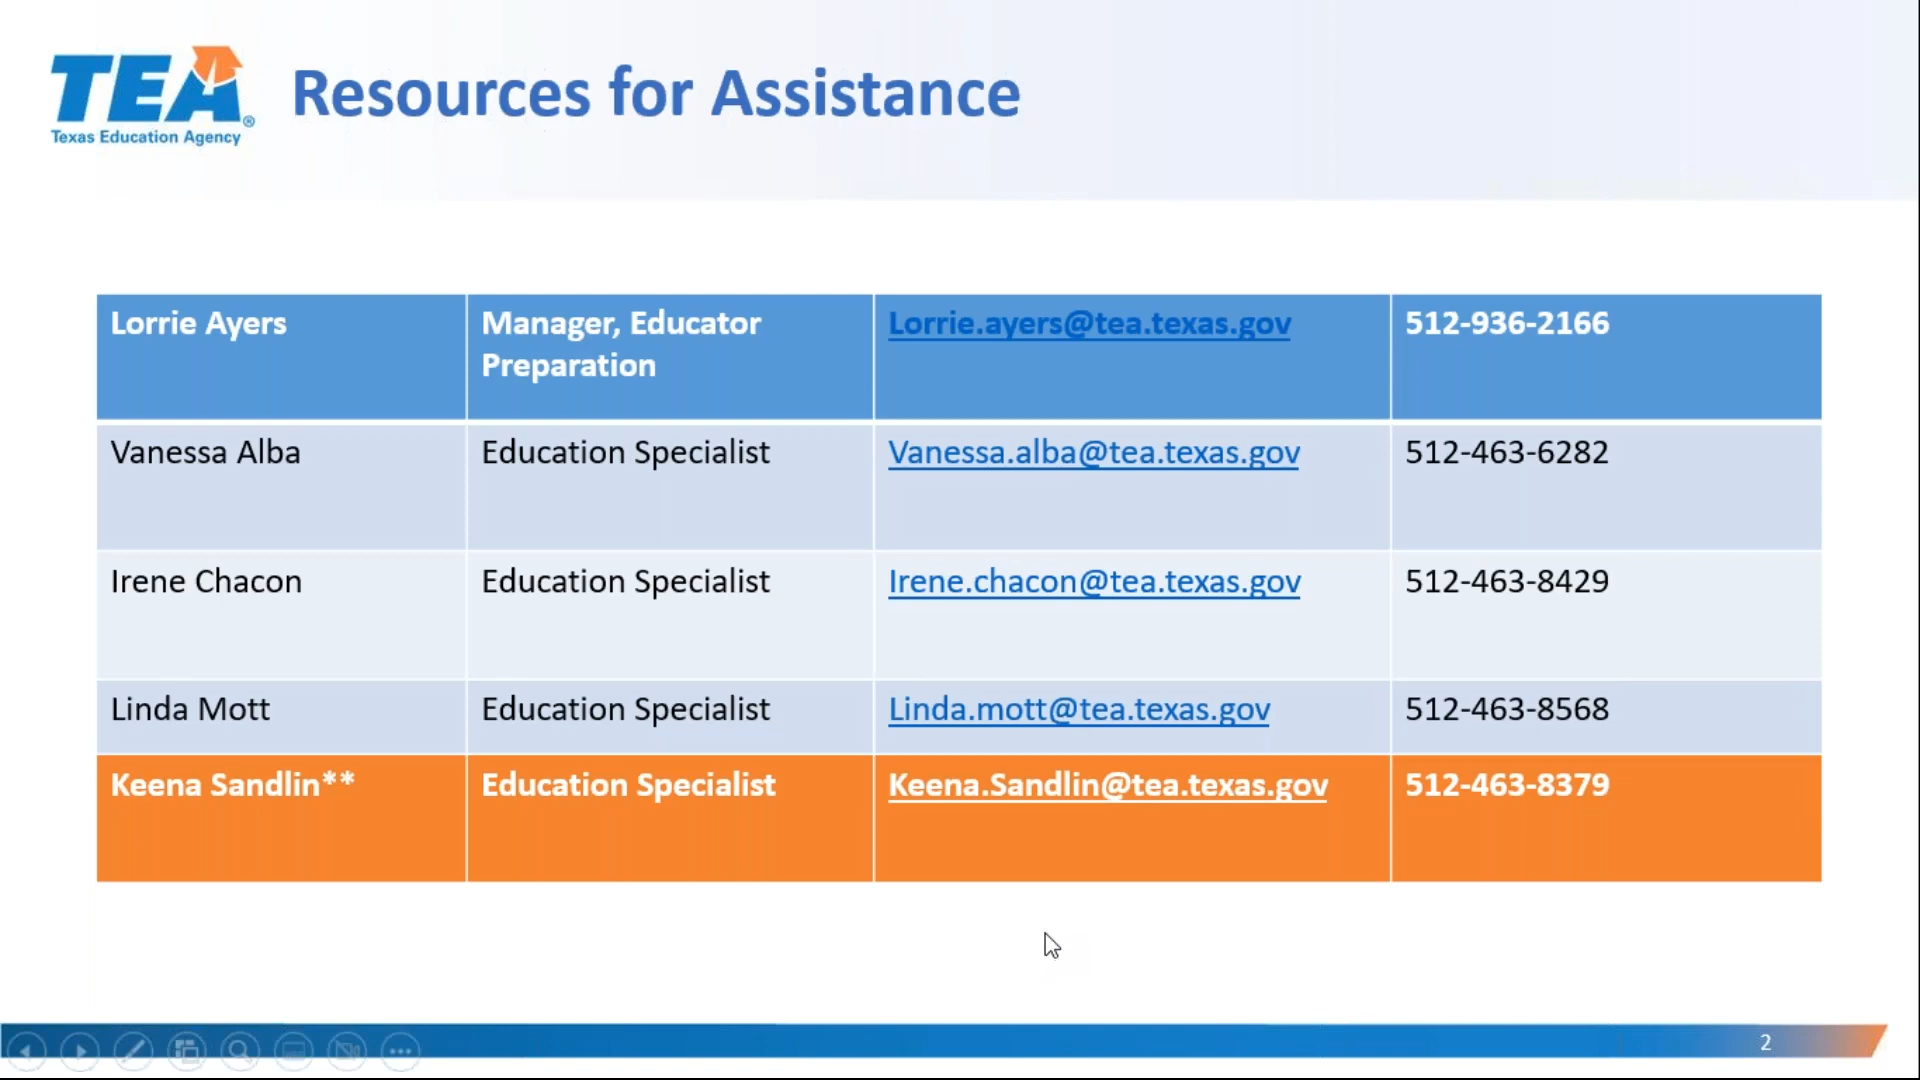 TEA®
Texas Education Agency
Resources for Assistance
Lorrie Ayers Manager, Educator Preparation Lorrie.ayers@tea.texas.gov 512-936-2166
Vanessa Alba Education Specialist Vanessa.alba@tea.texas.gov 512-463-6282
Irene Chacon Education Specialist Irene.chacon@tea.texas.gov 512-463-8429
Linda Mott Education Specialist Linda.mott@tea.texas.gov 512-463-8568
Keena Sandlin** Education Specialist Keena.Sandlin@tea.texas.gov 512-463-8379
2